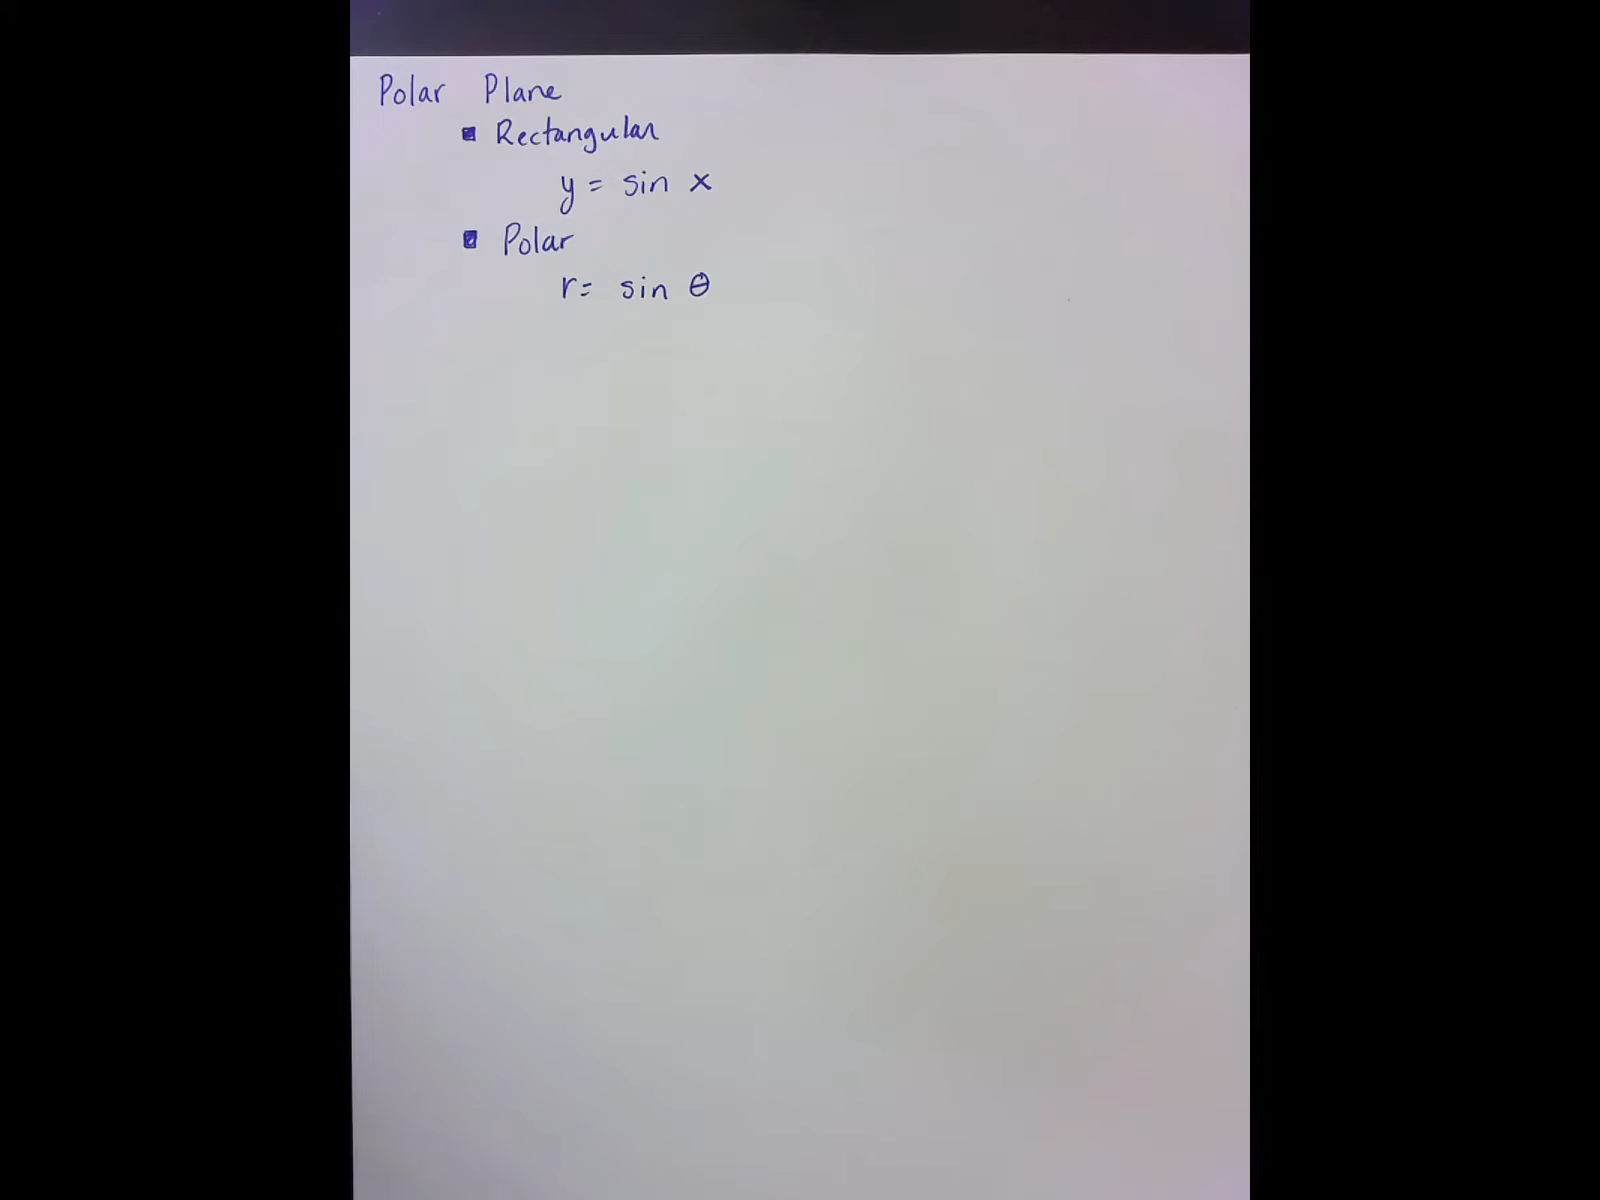 Polar Plane
▪ Rectangular
y = sin x
▪ Polar
r = sin θ